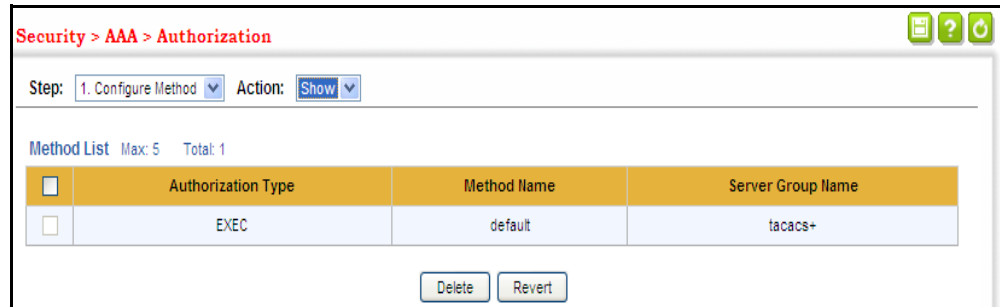 Security > AAA > Authorization
?
Step: 1. Configure Method Action: Show
Method List Max: 5 Total: 1
Authorization Type Method Name Server Group Name
EXEC default tacacs+
Delete Revert